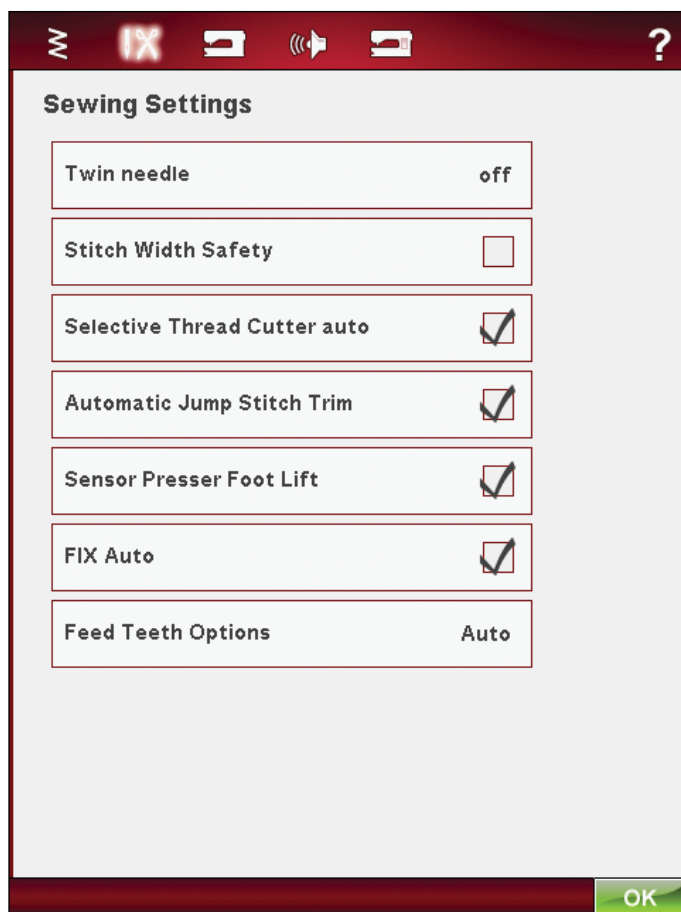 ?
Sewing Settings
Twin needle off
Stitch Width Safety
Selective Thread Cutter auto
Automatic Jump Stitch Trim
Sensor Presser Foot Lift
FIX Auto
Feed Teeth Options Auto
OK